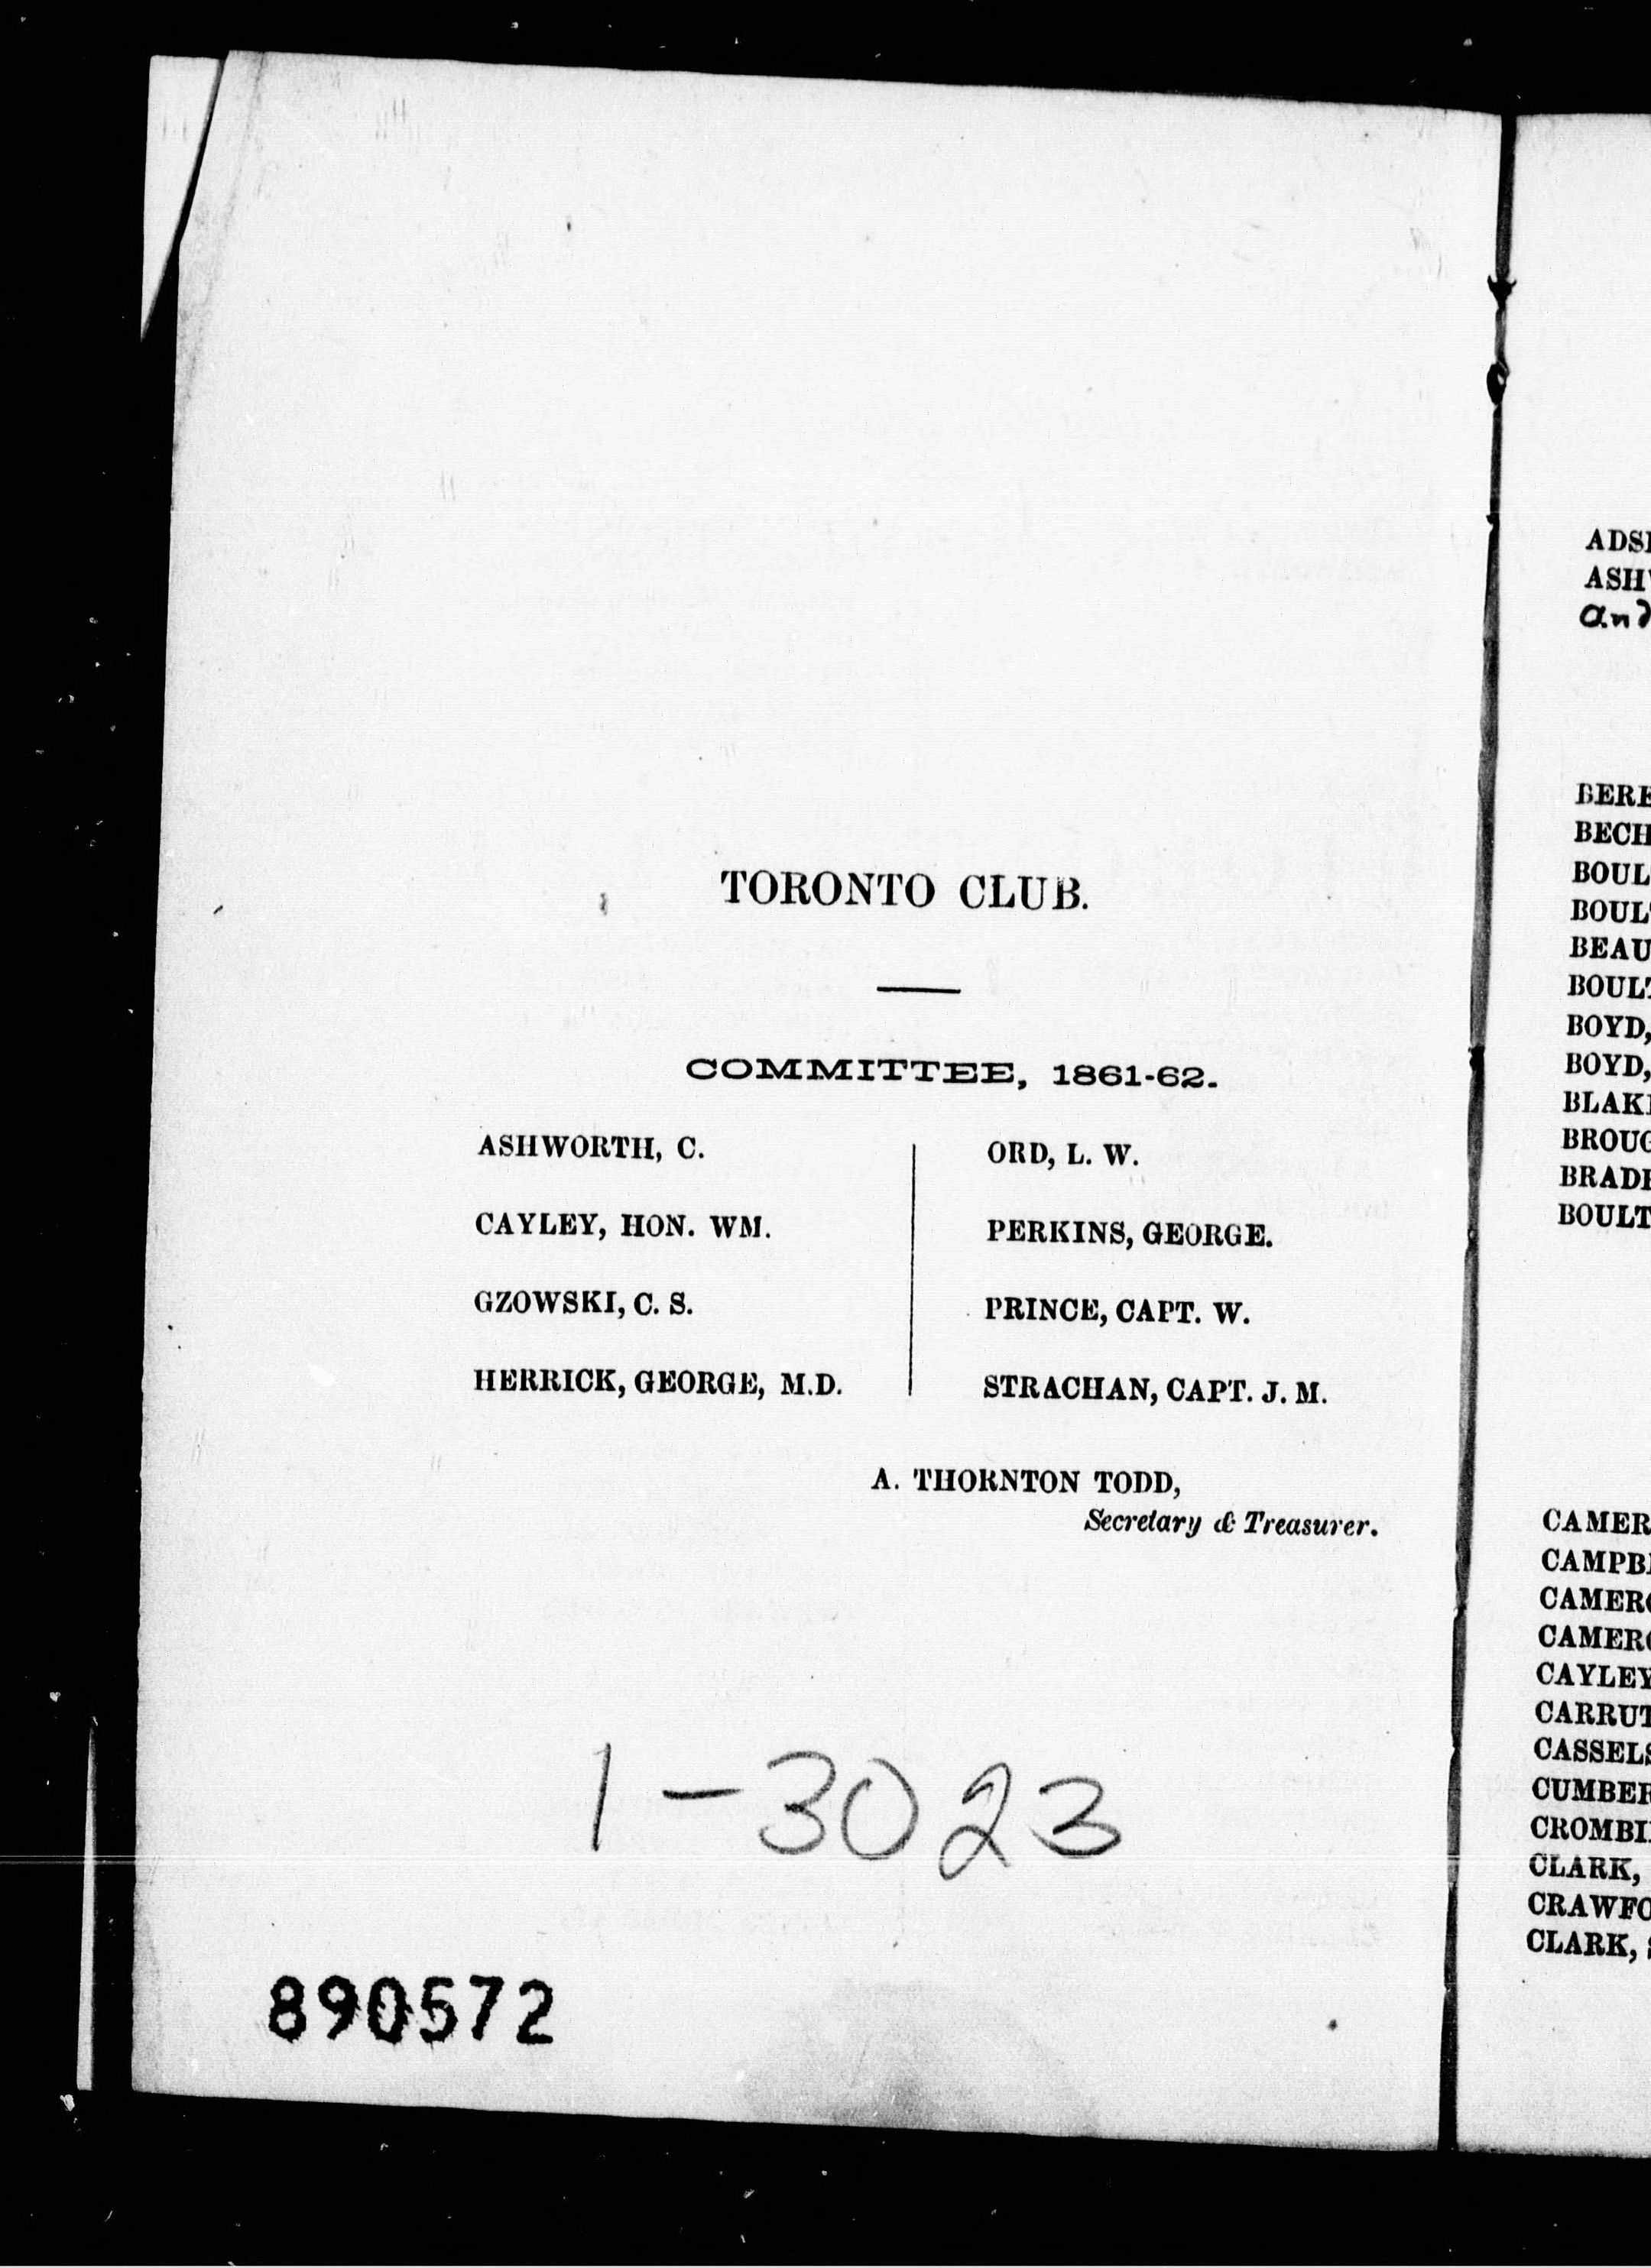 TORONTO CLUB.
COMMITTEE, 1861-62.
ASHWORTH, C.
CAYLEY, HON. WM.
GZOWSKI, C. S.
HERRICK, GEORGE, M.D.
ORD, L. W.
PERKINS, GEORGE.
PRINCE, CAPT. W.
STRACHAN, CAPT. J. M.
A. THORNTON TODD,
Secretary & Treasurer.
1-3023
890572
BOYD,
BOYD,
CLARK,
CLARK,